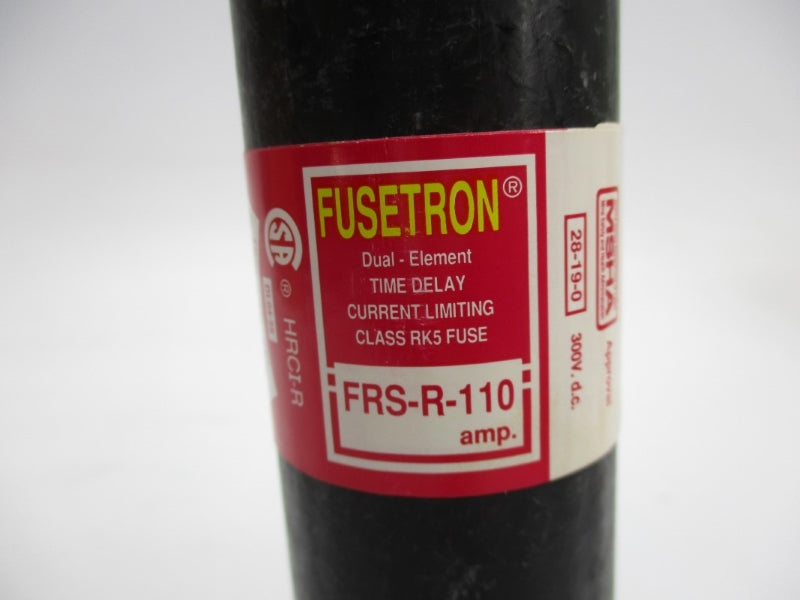 FUSETRON®
Dual - Element
TIME DELAY
CURRENT LIMITING
CLASS RK5 FUSE
FRS-R-110
amp.
® HRCI-R
MSHA
Approval
28-19-0
300V. d.c.